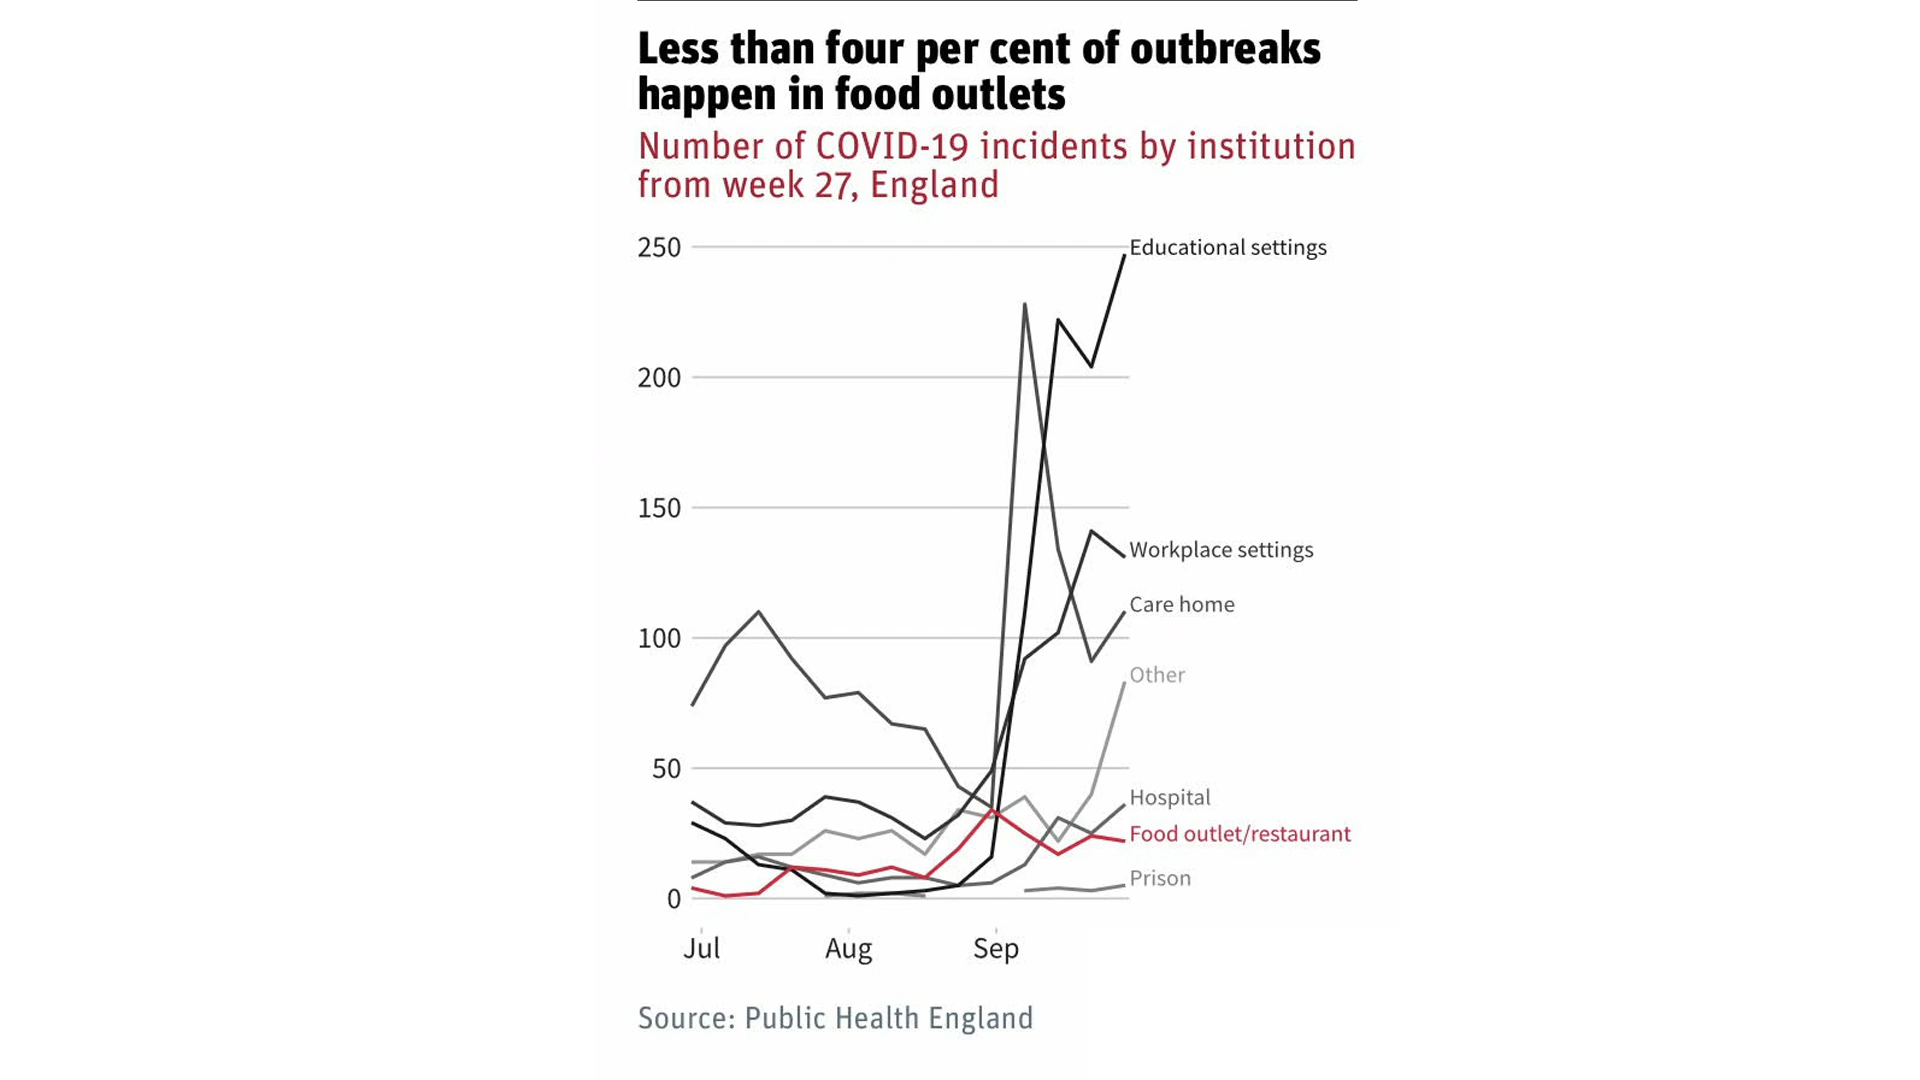 Less than four per cent of outbreaks
happen in food outlets
Number of COVID-19 incidents by institution
from week 27, England
250
Educational settings
200
150
Workplace settings
Care home
100
Other
50
Hospital
Food outlet/restaurant
Prison
0
Jul Aug Sep
Source: Public Health England